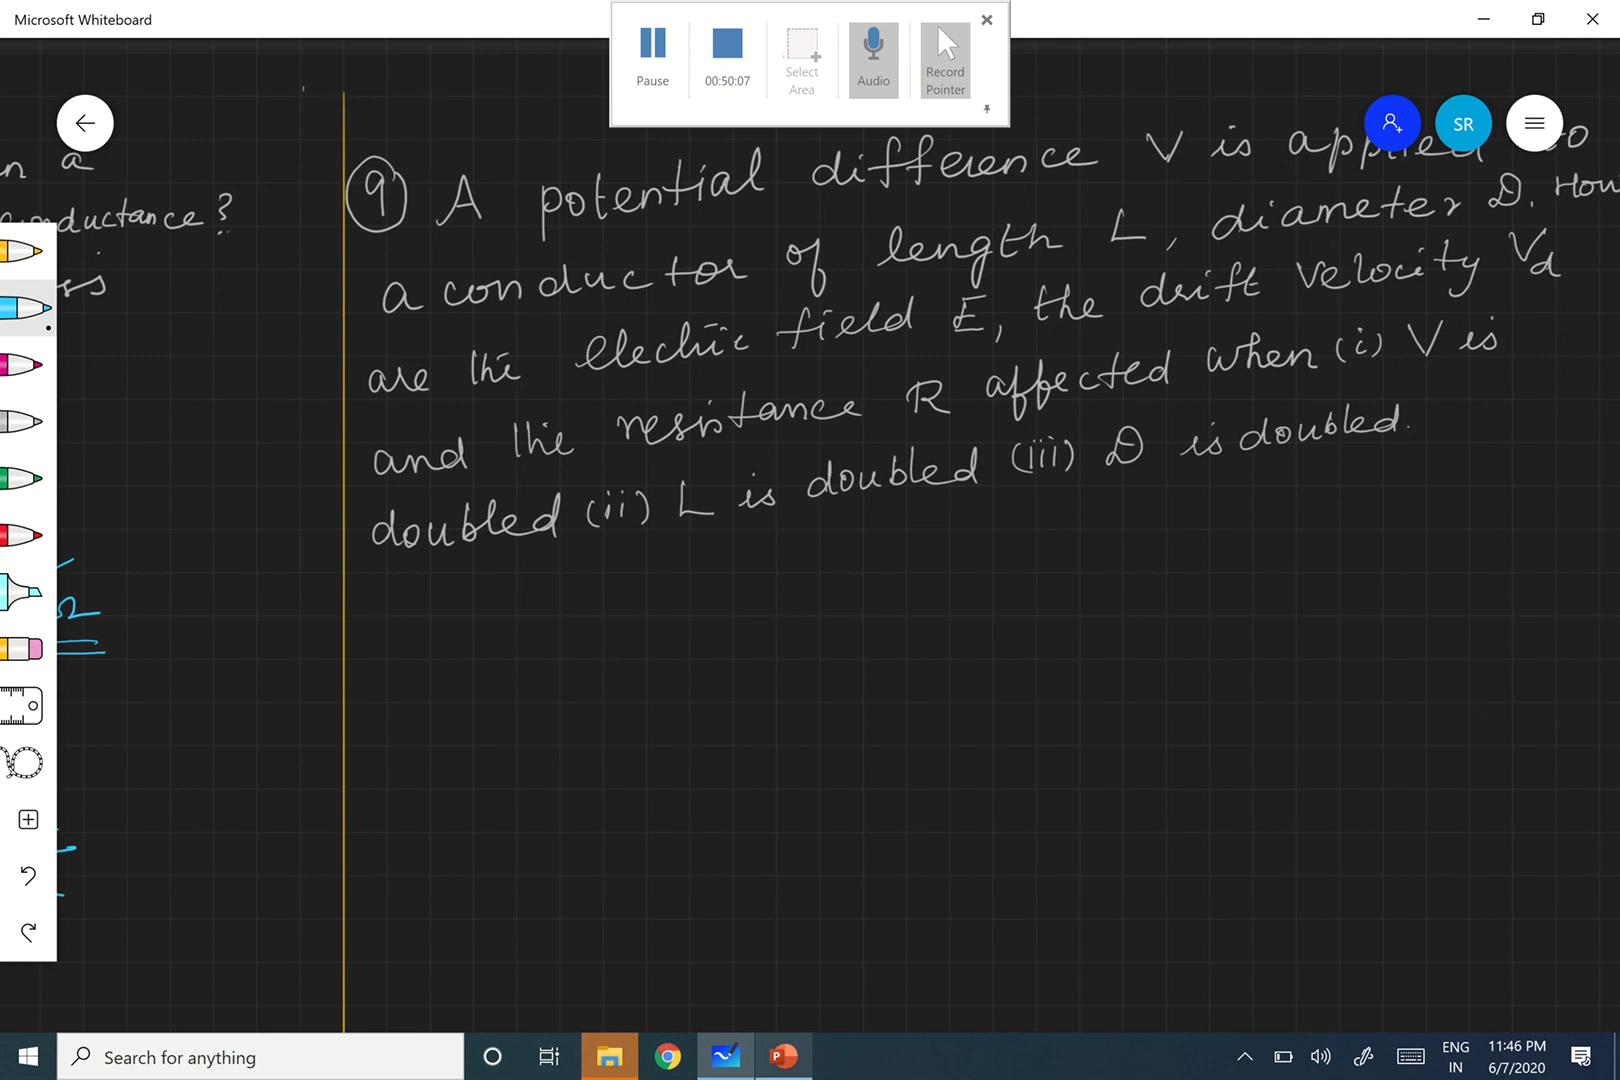 Microsoft Whiteboard
Pause
00:50:07
Select Area
Audio
Record Pointer
SR
n a
onductance?
sis
Ω
9 A potential difference V is applied to
a conductor of length L, diameter D. How
are the electric field E, the drift velocity Vd
and the resistance R affected when (i) V is
doubled (ii) L is doubled (iii) D is doubled.
Search for anything
ENG
IN
11:46 PM
6/7/2020